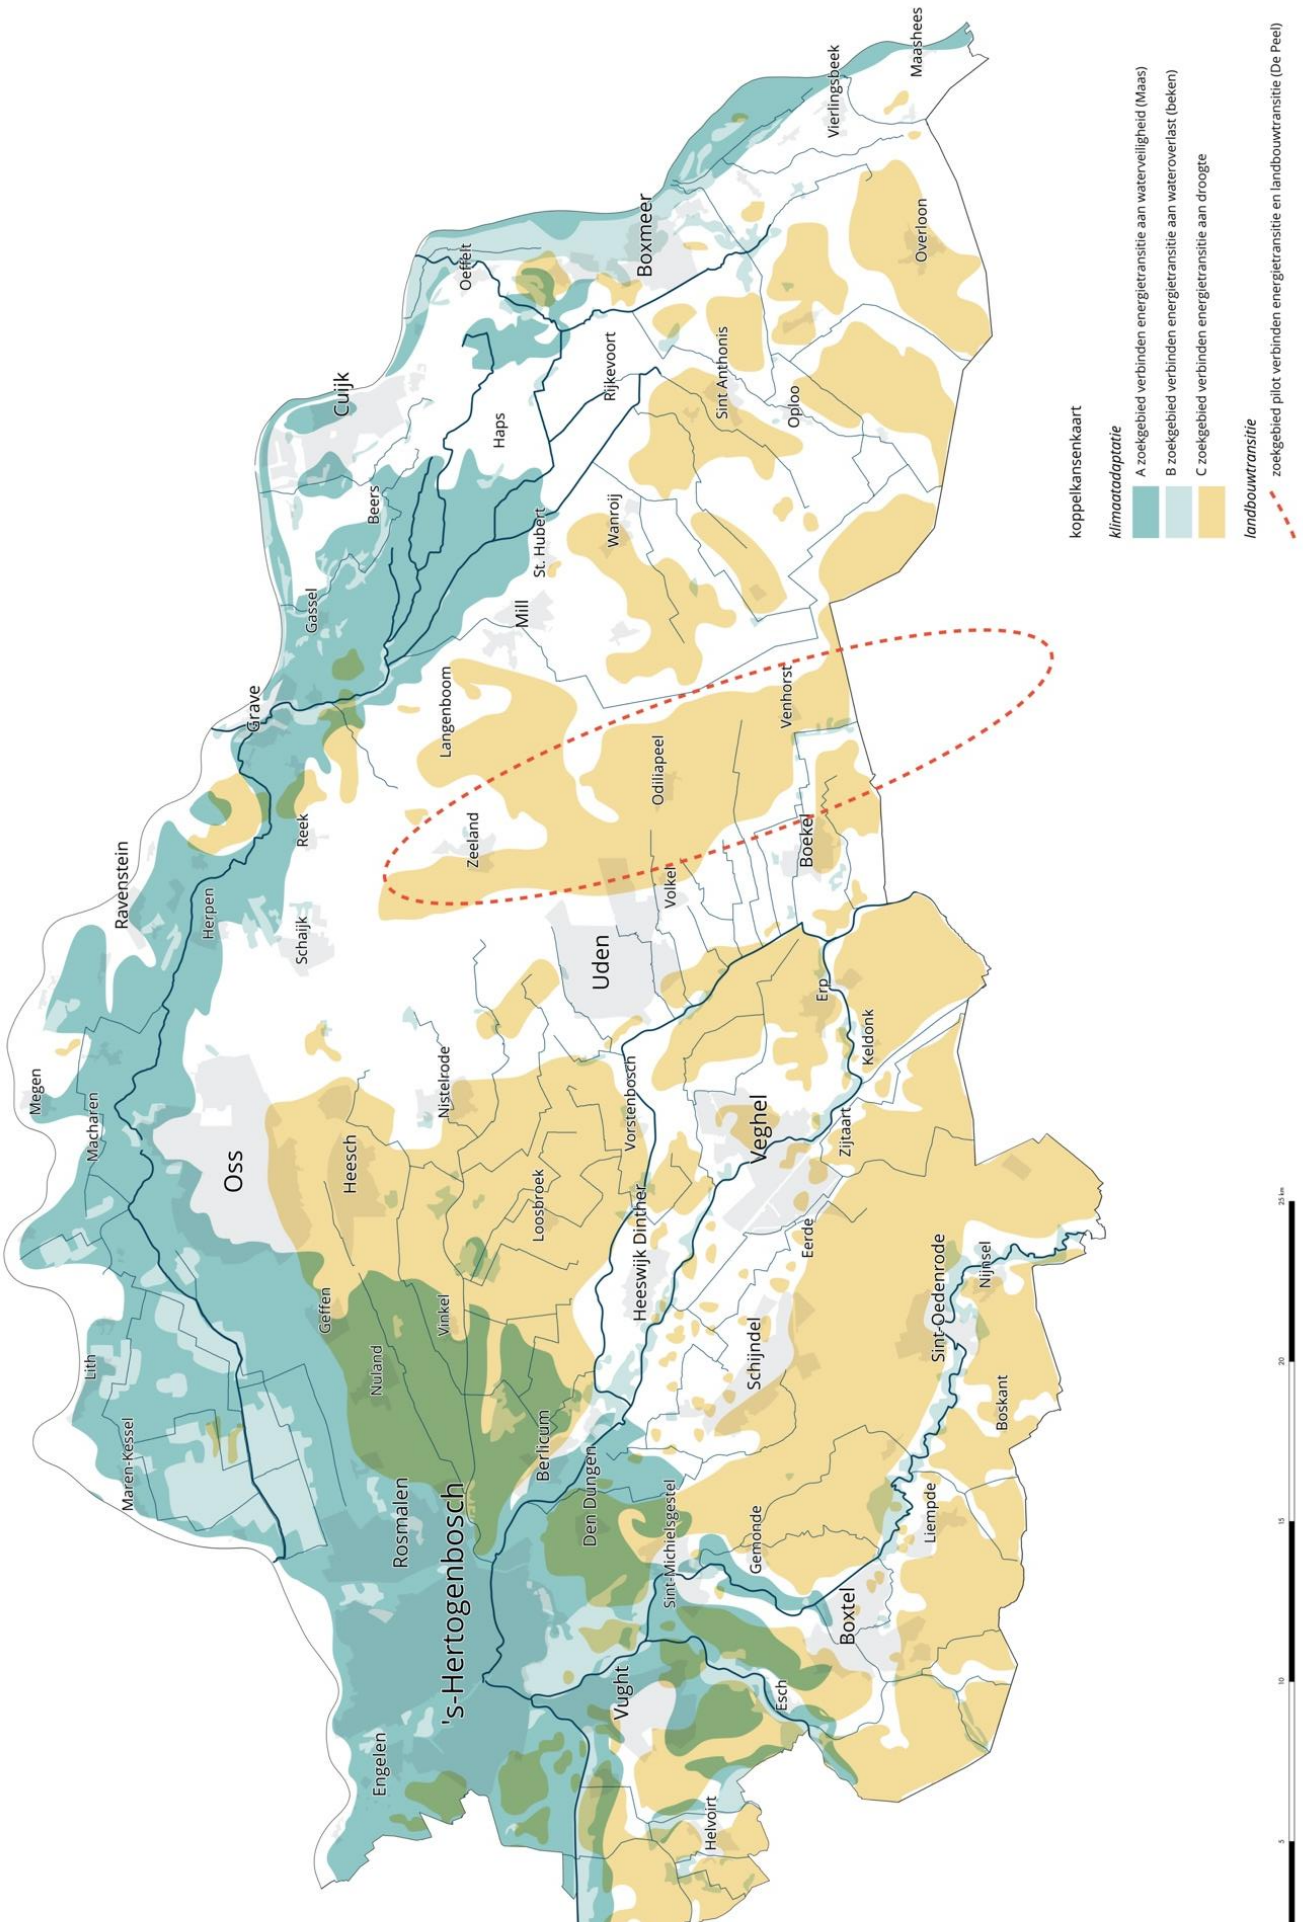 Maashees
Vierlingsbeek
Overloon
Boxmeer
Oeffelt
Sint Anthonis
Rijkevoort
Oploo
Cuijk
Haps
Beers
Wanroij
St. Hubert
Gassel
Mill
Grave
Langenboom
Venhorst
Odiliapeel
Zeeland
Reek
Boekel
Ravenstein
Herpen
Volkel
Schaijk
Uden
Erp
Keldonk
Megen
Macharen
Nistelrode
Vorstenbosch
Veghel
Zijtaart
Oss
Heesch
Loosbroek
Heeswijk Dinther
Eerde
Nijnsel
Sint-Oedenrode
Geffen
Vinkel
Nuland
Lith
Schijndel
Boskant
Maren-Kessel
Berlicum
Den Dungen
Rosmalen
's-Hertogenbosch
Sint-Michielsgestel
Gemonde
Liempde
Boxtel
Vught
Esch
Engelen
Helvoirt
koppelkansenkaart
klimaatadaptatie
A zoekgebied verbinden energietransitie aan waterveiligheid (Maas)
B zoekgebied verbinden energietransitie aan wateroverlast (beken)
C zoekgebied verbinden energietransitie aan droogte
landbouwtransitie
zoekgebied pilot verbinden energietransitie en landbouwtransitie (De Peel)
5
10
15
20
25 km